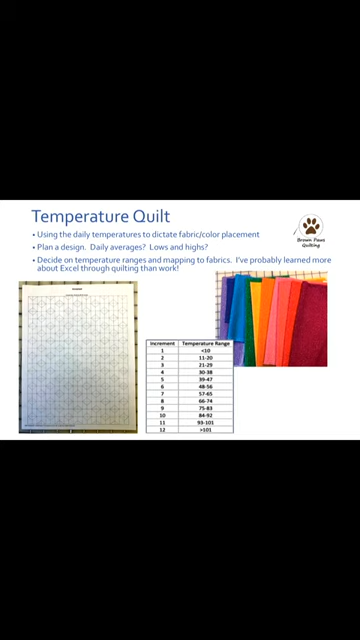 Temperature Quilt
• Using the daily temperatures to dictate fabric/color placement
• Plan a design. Daily averages? Lows and highs?
• Decide on temperature ranges and mapping to fabrics. I've probably learned more
about Excel through quilting than work!
Brown Paws
Quilting
Increment Temperature Range
1 <10
2 11-20
3 21-29
4 30-38
5 39-47
6 48-56
7 57-65
8 66-74
9 75-83
10 84-92
11 93-101
12 >101